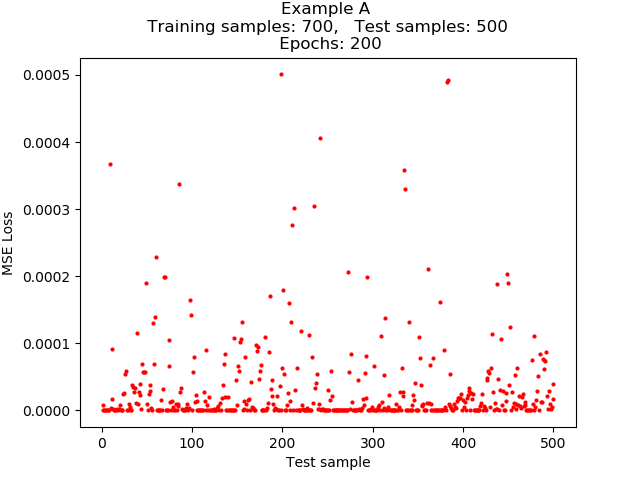 Example A
Training samples: 700,   Test samples: 500
Epochs: 200
0.0005
0.0004
0.0003
0.0002
0.0001
0.0000
MSE Loss
0 100 200 300 400 500
Test sample